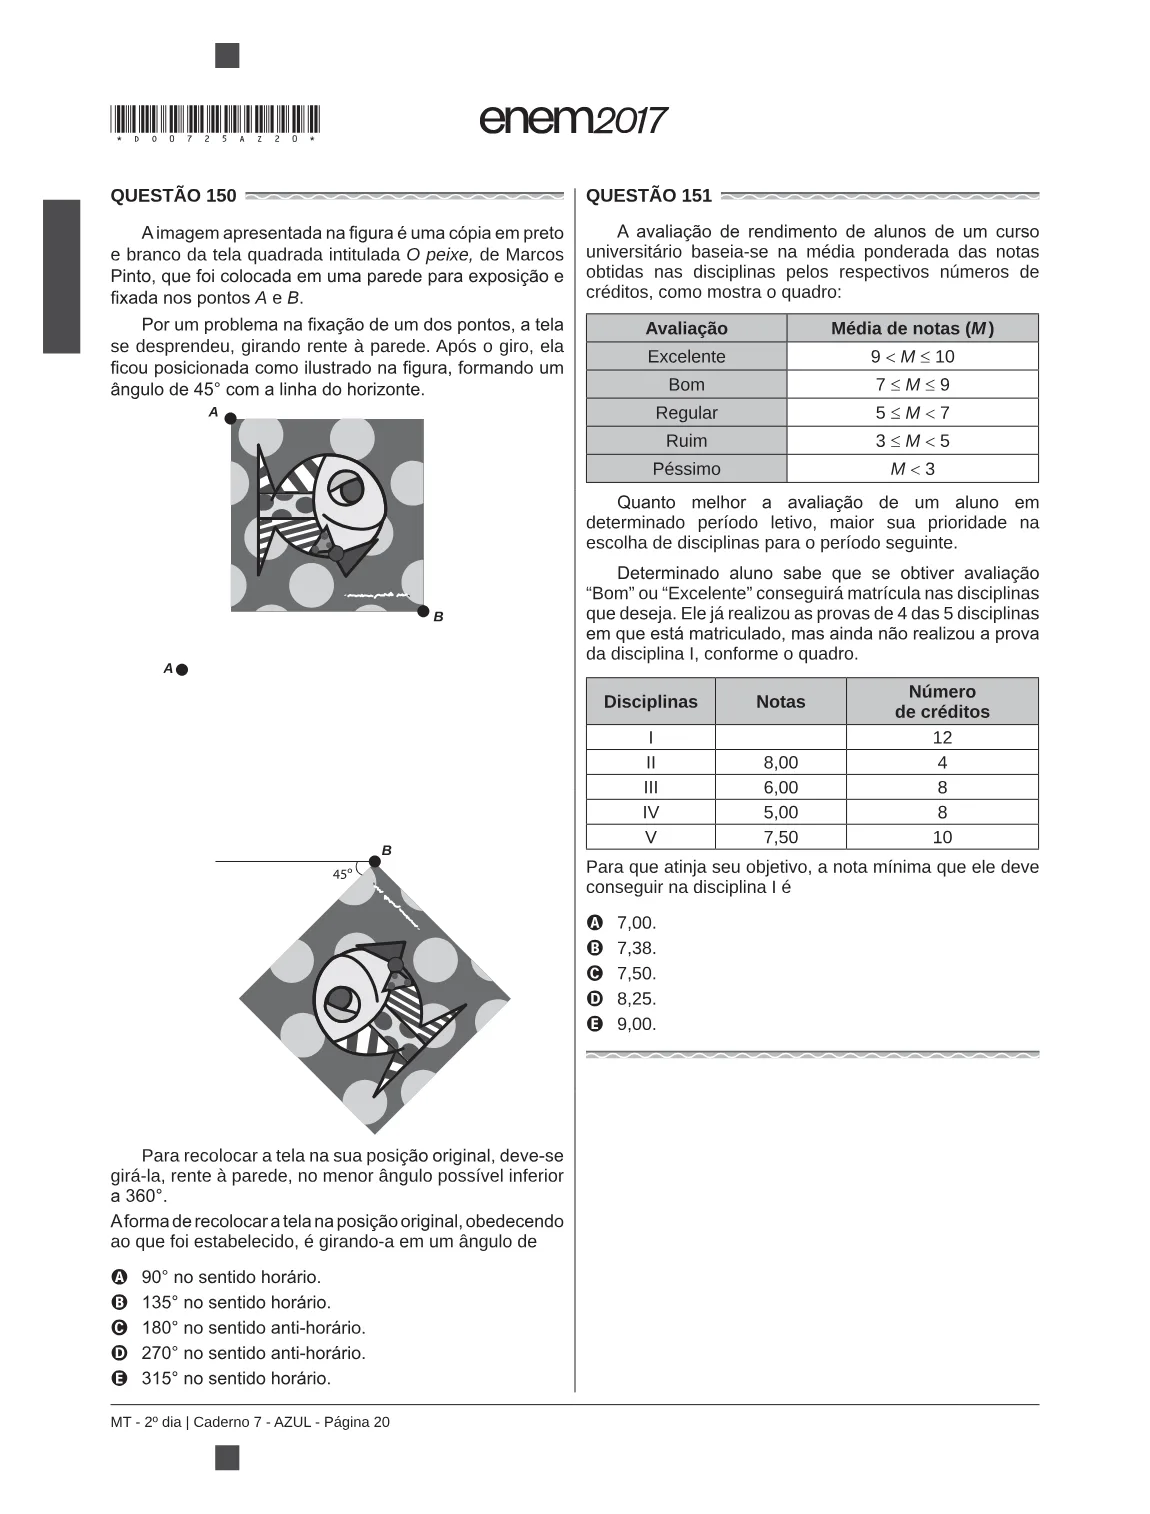 *D00725AZ20*
enem2017
QUESTÃO 150
A imagem apresentada na figura é uma cópia em preto
e branco da tela quadrada intitulada O peixe, de Marcos
Pinto, que foi colocada em uma parede para exposição e
fixada nos pontos A e B.
Por um problema na fixação de um dos pontos, a tela
se desprendeu, girando rente à parede. Após o giro, ela
ficou posicionada como ilustrado na figura, formando um
ângulo de 45° com a linha do horizonte.
A
B
A
B
45º
Para recolocar a tela na sua posição original, deve-se
girá-la, rente à parede, no menor ângulo possível inferior
a 360°.
A forma de recolocar a tela na posição original, obedecendo
ao que foi estabelecido, é girando-a em um ângulo de
A 90° no sentido horário.
B 135° no sentido horário.
C 180° no sentido anti-horário.
D 270° no sentido anti-horário.
E 315° no sentido horário.
QUESTÃO 151
A avaliação de rendimento de alunos de um curso
universitário baseia-se na média ponderada das notas
obtidas nas disciplinas pelos respectivos números de
créditos, como mostra o quadro:
Avaliação Média de notas (M)
Excelente 9 < M ≤ 10
Bom 7 ≤ M ≤ 9
Regular 5 ≤ M < 7
Ruim 3 ≤ M < 5
Péssimo M < 3
Quanto melhor a avaliação de um aluno em
determinado período letivo, maior sua prioridade na
escolha de disciplinas para o período seguinte.
Determinado aluno sabe que se obtiver avaliação
“Bom” ou “Excelente” conseguirá matrícula nas disciplinas
que deseja. Ele já realizou as provas de 4 das 5 disciplinas
em que está matriculado, mas ainda não realizou a prova
da disciplina I, conforme o quadro.
Disciplinas Notas Número
de créditos
I 12
II 8,00 4
III 6,00 8
IV 5,00 8
V 7,50 10
Para que atinja seu objetivo, a nota mínima que ele deve
conseguir na disciplina I é
A 7,00.
B 7,38.
C 7,50.
D 8,25.
E 9,00.
MT - 2º dia | Caderno 7 - AZUL - Página 20